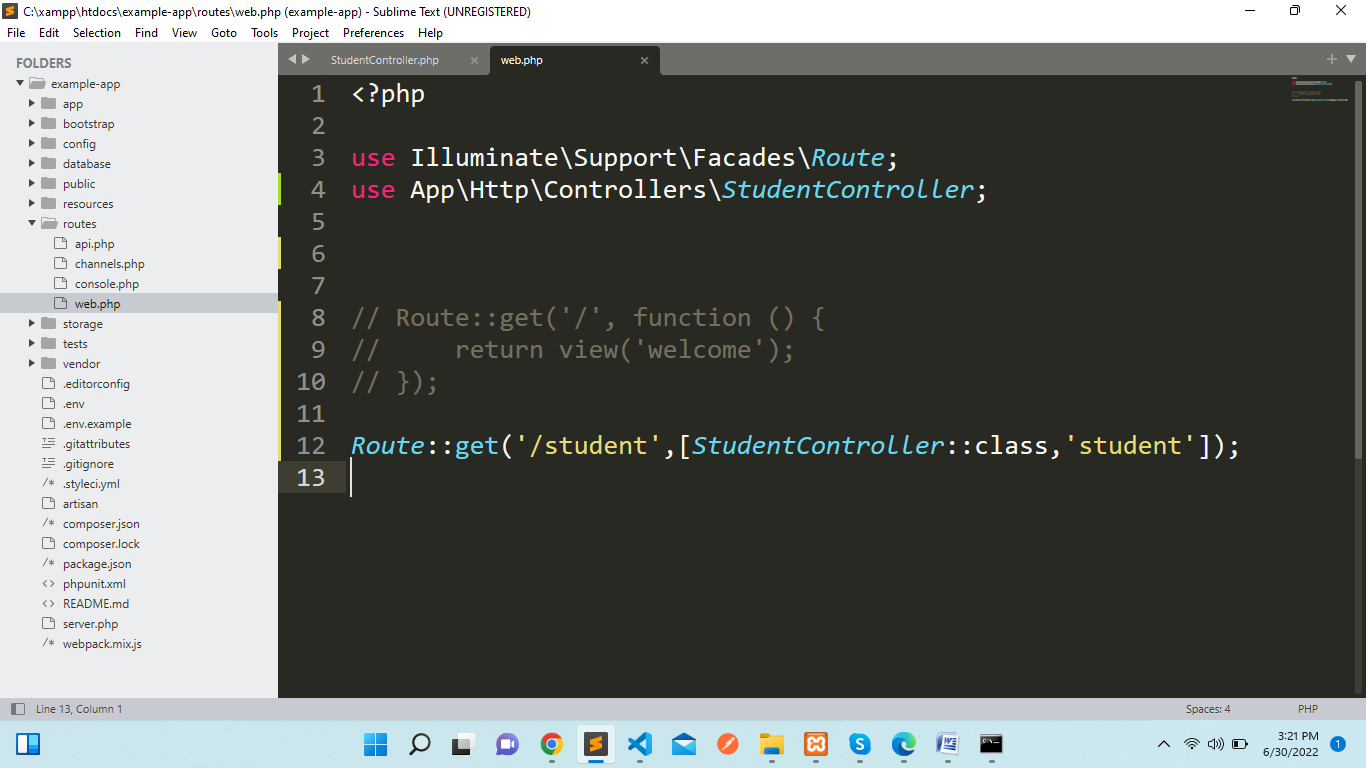 C:\xampp\htdocs\example-app\routes\web.php (example-app) - Sublime Text (UNREGISTERED)
File Edit Selection Find View Goto Tools Project Preferences Help
FOLDERS
example-app
app
bootstrap
config
database
public
resources
routes
api.php
channels.php
console.php
web.php
storage
tests
vendor
.editorconfig
.env
.env.example
.gitattributes
.gitignore
/* .styleci.yml
artisan
/* composer.json
composer.lock
/* package.json
<> phpunit.xml
<> README.md
server.php
/* webpack.mix.js
StudentController.php × web.php ×
1 <?php
2
3 use Illuminate\Support\Facades\Route;
4 use App\Http\Controllers\StudentController;
5
6
7
8 // Route::get('/', function () {
9 //     return view('welcome');
10 // });
11
12 Route::get('/student',[StudentController::class,'student']);
13
Line 13, Column 1 Spaces: 4 PHP
3:21 PM
6/30/2022 1